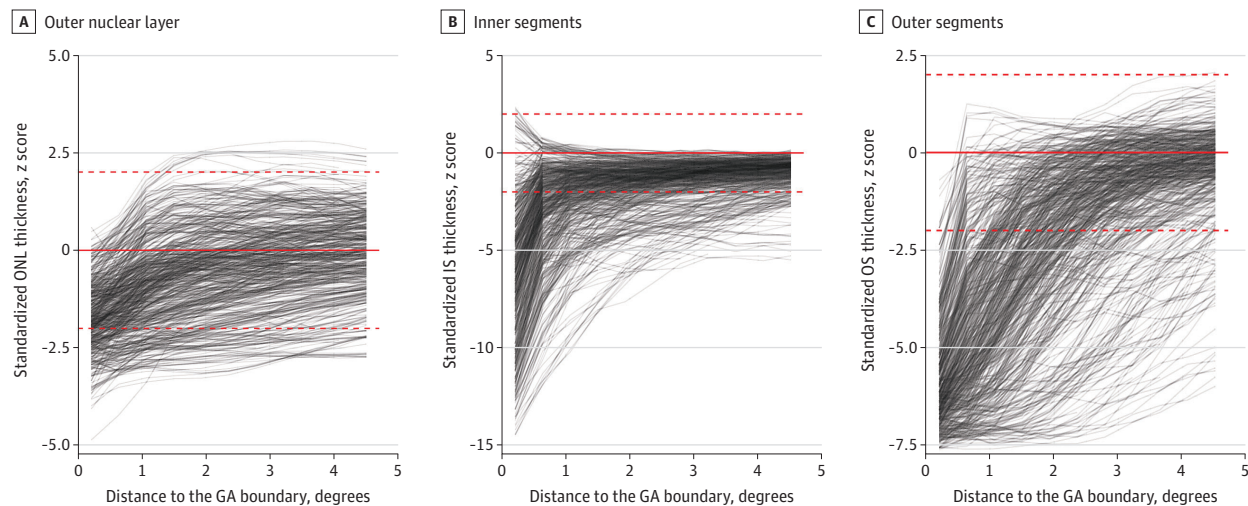 A Outer nuclear layer
5.0
2.5
0
-2.5
-5.0
Standardized ONL thickness, z score
0 1 2 3 4 5
Distance to the GA boundary, degrees
B Inner segments
5
0
-5
-10
-15
Standardized IS thickness, z score
0 1 2 3 4 5
Distance to the GA boundary, degrees
C Outer segments
2.5
0
-2.5
-5.0
-7.5
Standardized OS thickness, z score
0 1 2 3 4 5
Distance to the GA boundary, degrees